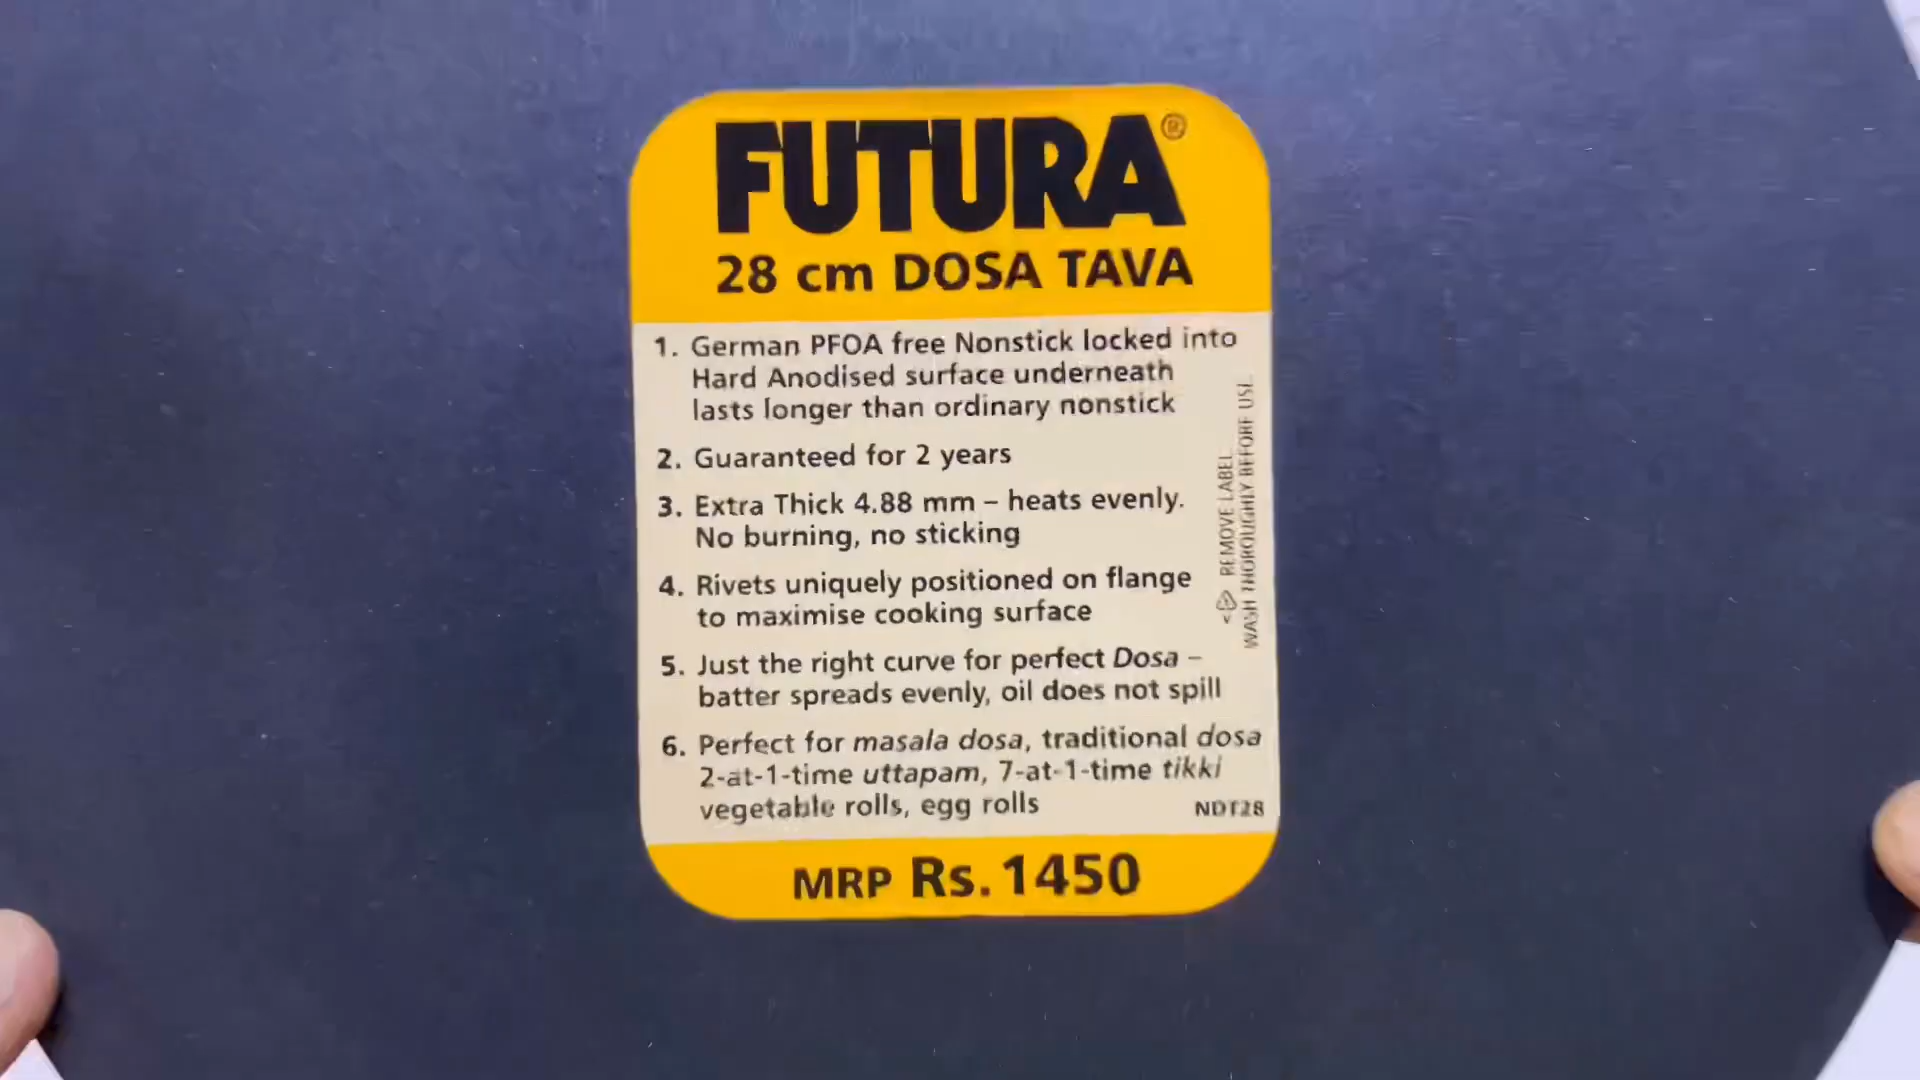 FUTURA®
28 cm DOSA TAVA
1. German PFOA free Nonstick locked into
Hard Anodised surface underneath
lasts longer than ordinary nonstick
2. Guaranteed for 2 years
3. Extra Thick 4.88 mm – heats evenly.
No burning, no sticking
4. Rivets uniquely positioned on flange
to maximise cooking surface
5. Just the right curve for perfect Dosa –
batter spreads evenly, oil does not spill
6. Perfect for masala dosa, traditional dosa
2-at-1-time uttapam, 7-at-1-time tikki
vegetable rolls, egg rolls
NDT28
REMOVE LABEL.
WASH THOROUGHLY BEFORE USE.
MRP Rs. 1450